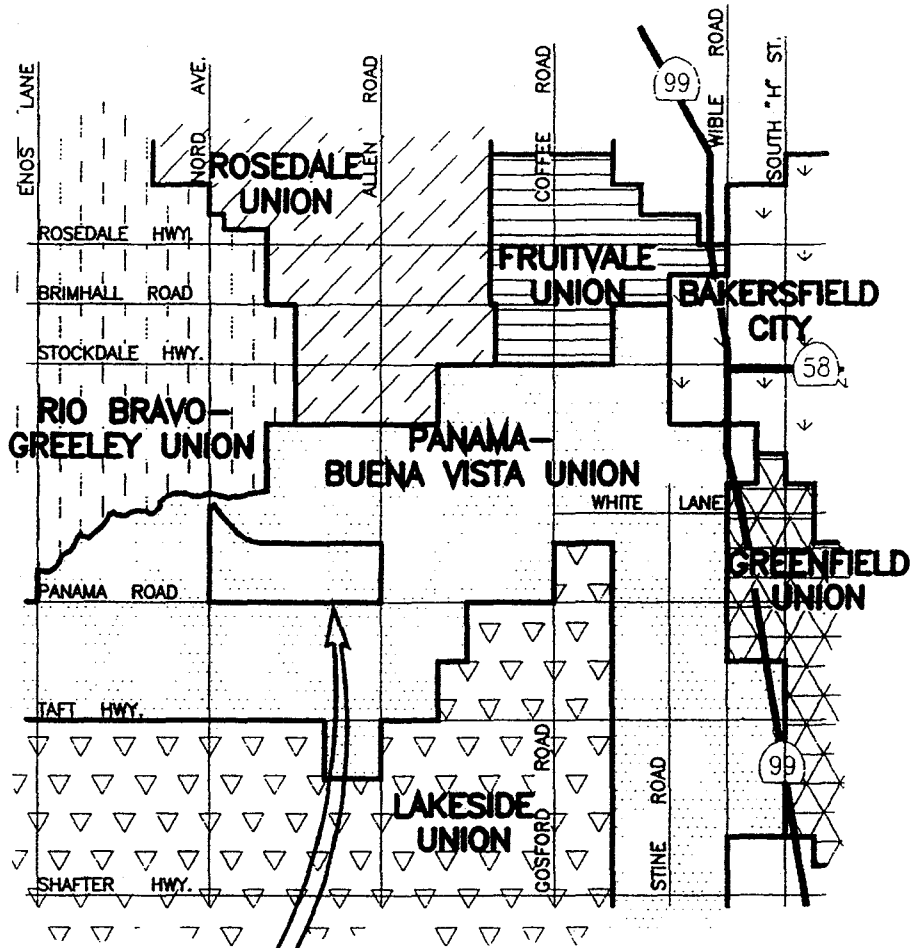 ENOS LANE
NORD AVE.
ALLEN ROAD
COFFEE ROAD
WIBLE ROAD
SOUTH "H" ST.
99
ROSEDALE
UNION
ROSEDALE HWY.
FRUITVALE
UNION
BRIMHALL ROAD
BAKERSFIELD
CITY
STOCKDALE HWY.
58
RIO BRAVO–
GREELEY UNION
PANAMA–
BUENA VISTA UNION
WHITE LANE
GREENFIELD
UNION
PANAMA ROAD
TAFT HWY.
GOSFORD ROAD
STINE ROAD
99
LAKESIDE
UNION
SHAFTER HWY.